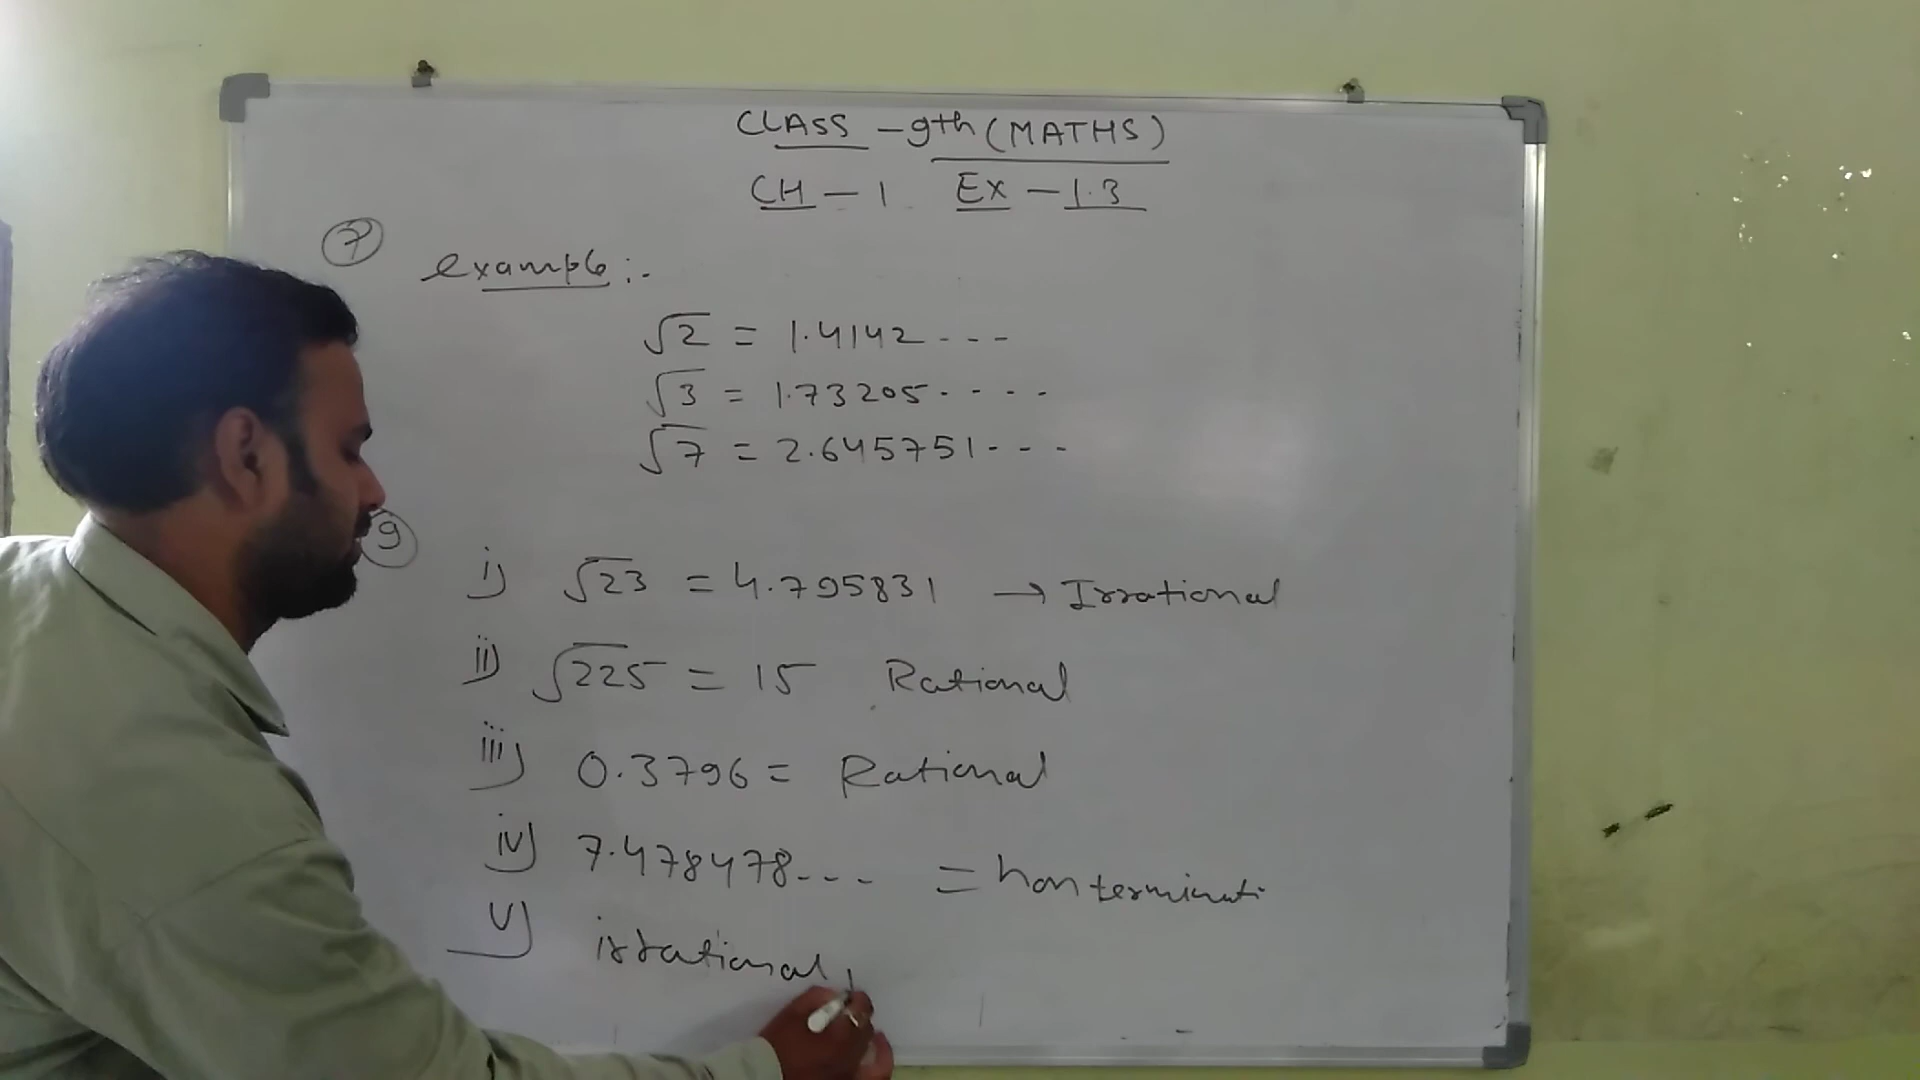 CLASS - 9th (MATHS)
CH - 1 Ex - 1.3
7
example :-
√2 = 1.4142 - - -
√3 = 1.73205 - - - -
√7 = 2.645751 - - -
9
i) √23 = 4.795831 → Irrational
ii) √225 = 15 Rational
iii) 0.3796 = Rational
iv) 7.478478 - - - = non terminati
v) irrational